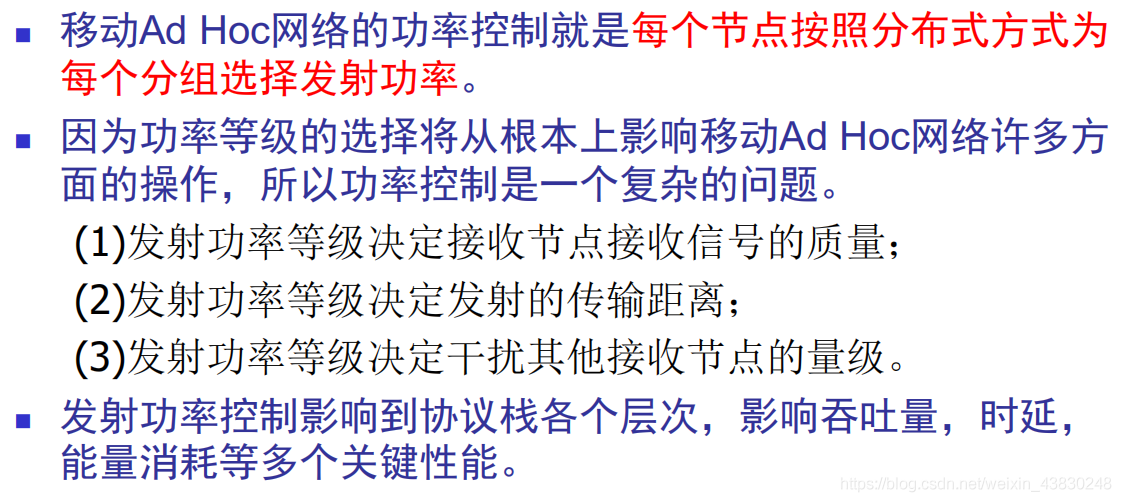 移动Ad Hoc网络的功率控制就是每个节点按照分布式方式为
每个分组选择发射功率。
因为功率等级的选择将从根本上影响移动Ad Hoc网络许多方
面的操作，所以功率控制是一个复杂的问题。
(1)发射功率等级决定接收节点接收信号的质量；
(2)发射功率等级决定发射的传输距离；
(3)发射功率等级决定干扰其他接收节点的量级。
发射功率控制影响到协议栈各个层次，影响吞吐量，时延，
能量消耗等多个关键性能。
https://blog.csdn.net/weixin_43830248